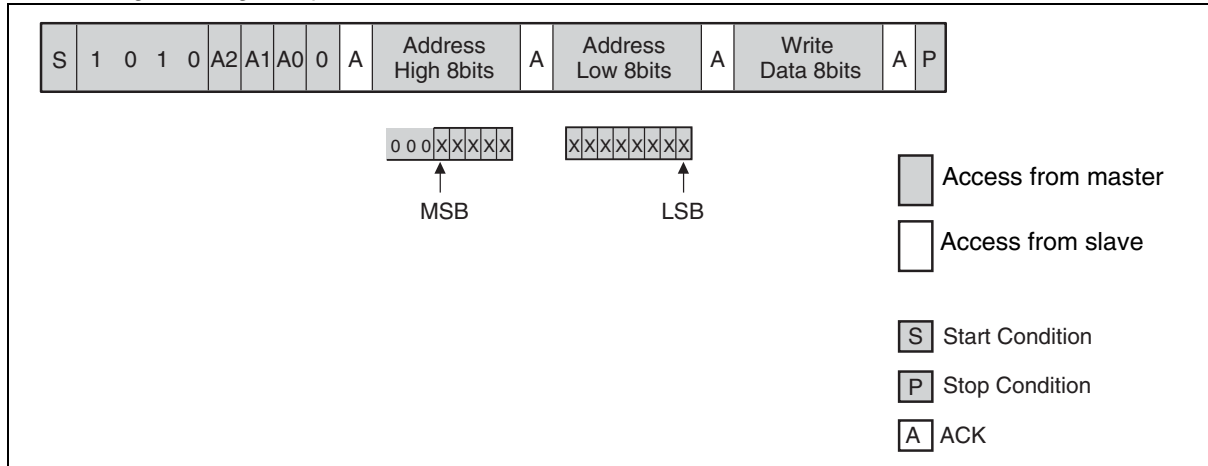 S 1 0 1 0 A2 A1 A0 0 A Address High 8bits A Address Low 8bits A Write Data 8bits A P
0 0 0 X X X X X X X X X X X X X
MSB LSB
Access from master
Access from slave
S Start Condition
P Stop Condition
A ACK